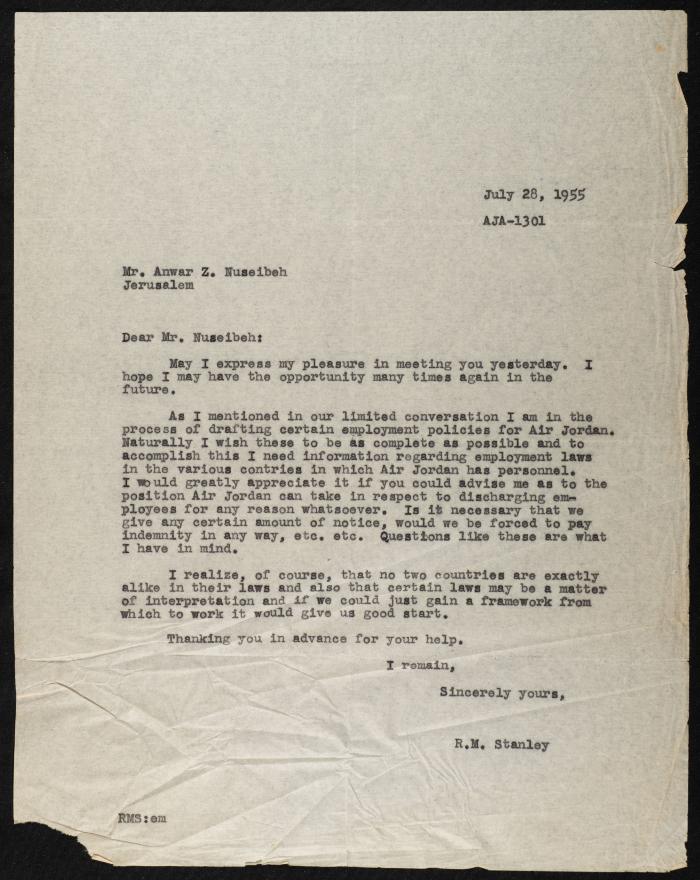 July 28, 1955
AJA-1301
Mr. Anwar Z. Nuseibeh
Jerusalem
Dear Mr. Nuseibeh:
May I express my pleasure in meeting you yesterday. I
hope I may have the opportunity many times again in the
future.
As I mentioned in our limited conversation I am in the
process of drafting certain employment policies for Air Jordan.
Naturally I wish these to be as complete as possible and to
accomplish this I need information regarding employment laws
in the various contries in which Air Jordan has personnel.
I would greatly appreciate it if you could advise me as to the
position Air Jordan can take in respect to discharging em-
ployees for any reason whatsoever. Is it necessary that we
give any certain amount of notice, would we be forced to pay
indemnity in any way, etc. etc. Questions like these are what
I have in mind.
I realize, of course, that no two countries are exactly
alike in their laws and also that certain laws may be a matter
of interpretation and if we could just gain a framework from
which to work it would give us good start.
Thanking you in advance for your help.
I remain,
Sincerely yours,
R.M. Stanley
RMS:em